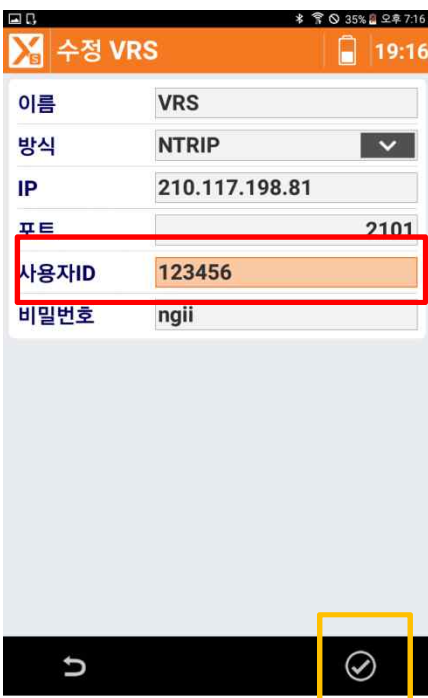 35% 오후 7:16
XS 수정 VRS 19:16
이름 VRS
방식 NTRIP
IP 210.117.198.81
포트 2101
사용자ID 123456
비밀번호 ngii